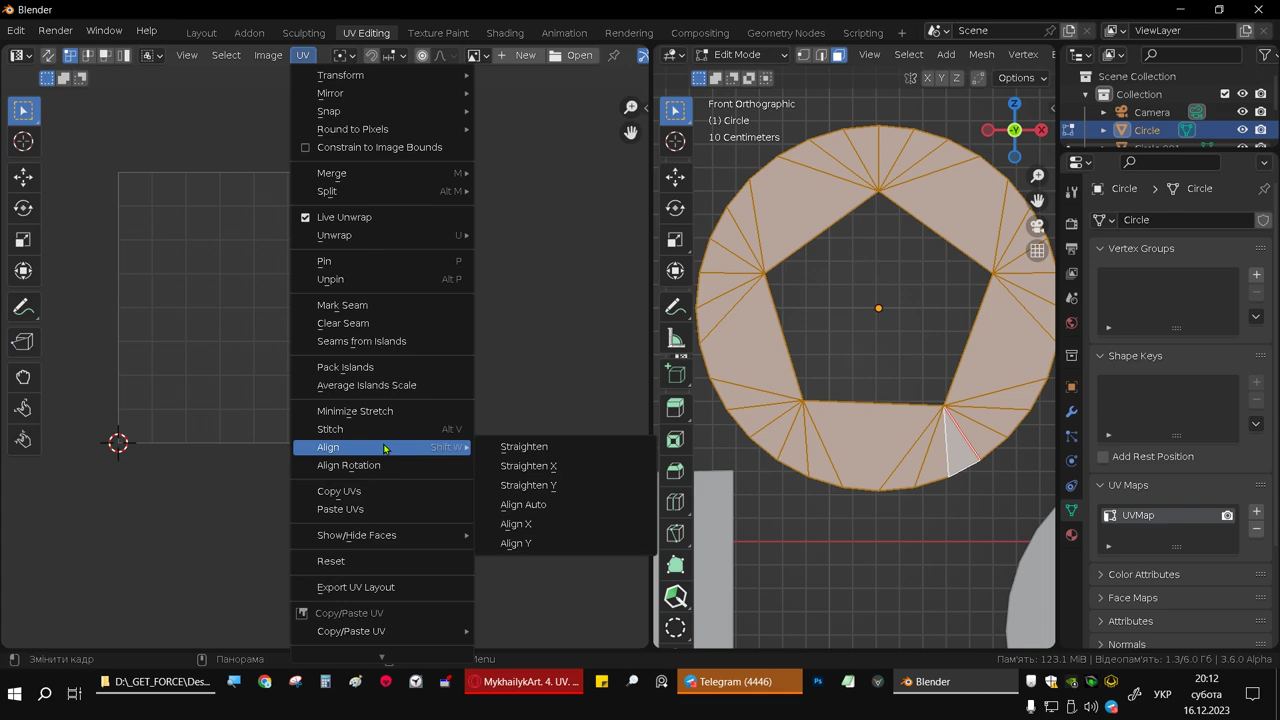 Blender
File Render Window Help Layout Modeling Sculpting UV Editing Texture Paint Shading Animation Rendering Compositing Geometry Nodes Scripting Scene ViewLayer
View Select Image UV New Open Edit Mode View Select Add Mesh Vertex
X Y Z Options
Transform
Mirror
Snap
Round to Pixels
Constrain to Image Bounds
Merge M
Split Alt M
Live Unwrap
Unwrap U
Pin P
Unpin Alt P
Mark Seam
Clear Seam
Seams from Islands
Pack Islands
Average Islands Scale
Minimize Stretch
Stitch Alt V
Align Shift W
Align Rotation
Copy UVs
Paste UVs
Show/Hide Faces
Reset
Export UV Layout
Copy/Paste UV
Copy/Paste UV
Straighten
Straighten X
Straighten Y
Align Auto
Align X
Align Y
Front Orthographic
(1) Circle
10 Centimeters
Z
-Y
X
Scene Collection
Collection
Camera
Circle
Circle Circle
Circle
Vertex Groups
Shape Keys
Add Rest Position
UV Maps
UVMap
Color Attributes
Face Maps
Attributes
Normals
Змінити кадр Панорама Menu Пам'ять: 123.1 MiB | Відеопам'ять: 1.3/6.0 Гіб | 3.6.0 Alpha
D:\_GET_FORCE\Des... MykhailykArt. 4. UV. ... Telegram (4446) Ps Blender
УКР
20:12
субота
16.12.2023